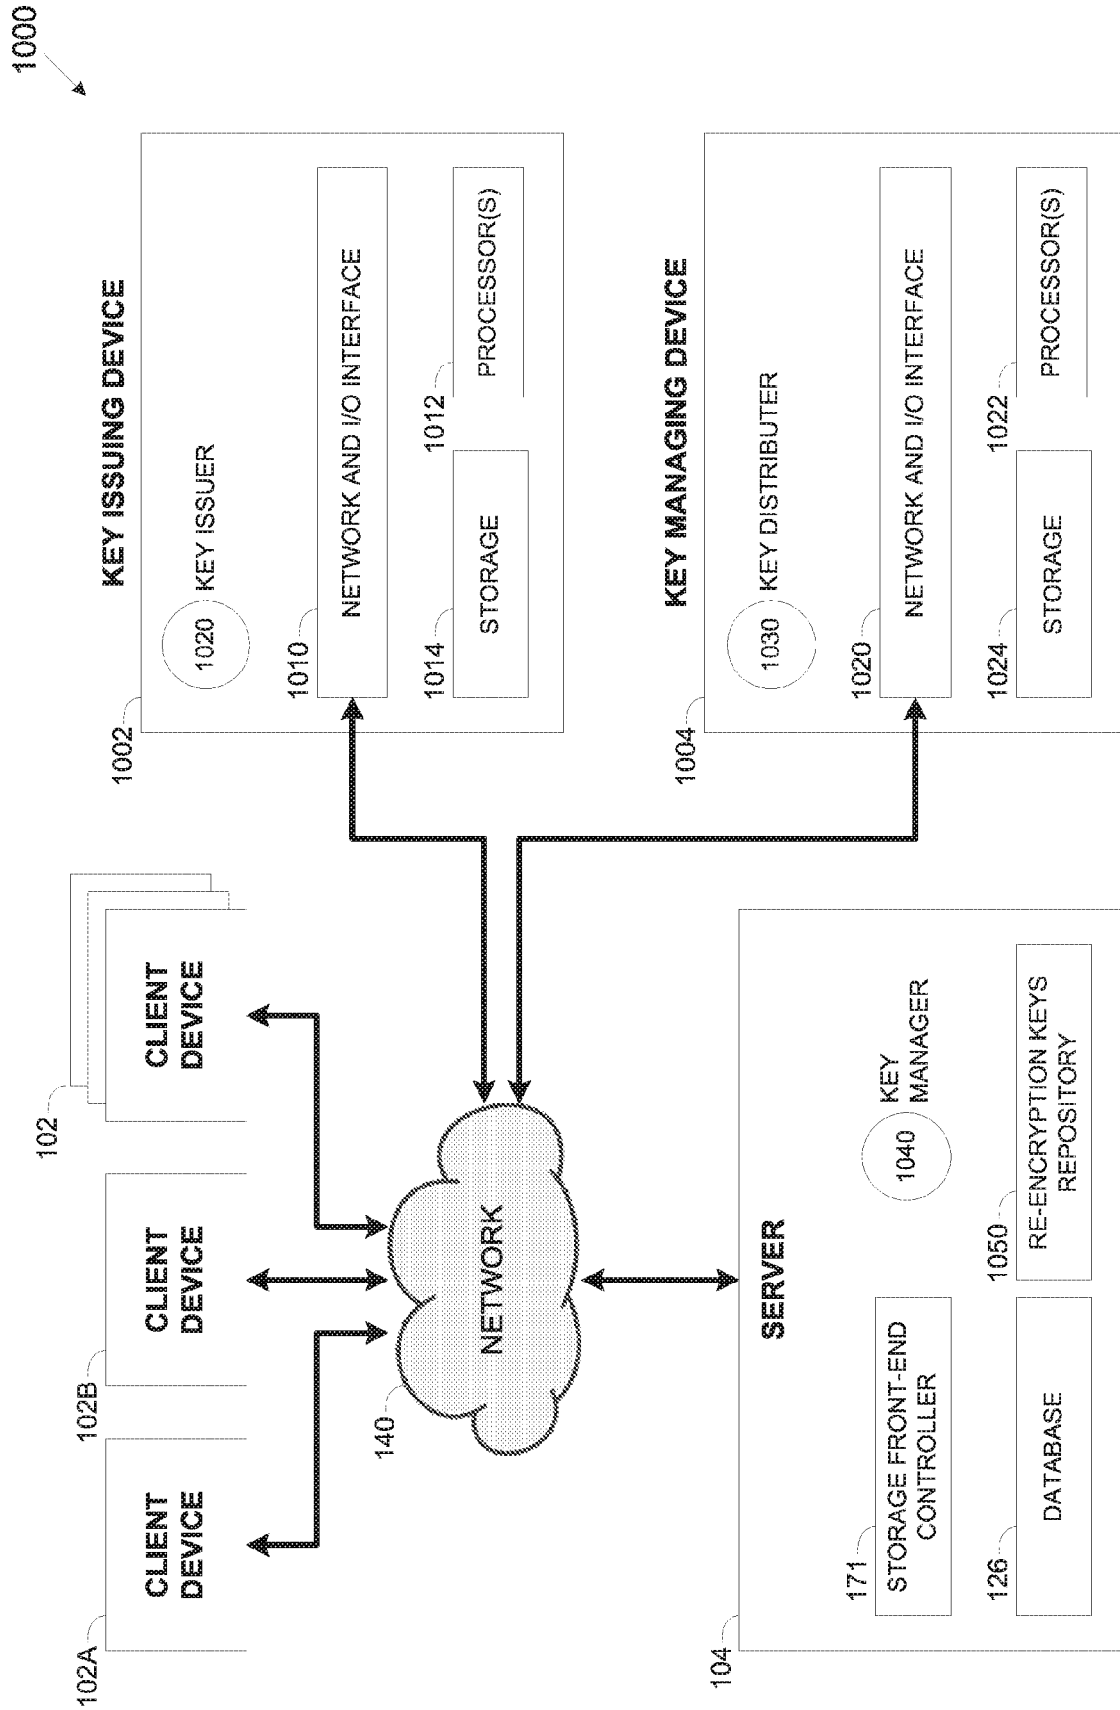 1000
102A
CLIENT
DEVICE
102B
CLIENT
DEVICE
102
CLIENT
DEVICE
140
NETWORK
KEY ISSUING DEVICE
1002
1020
KEY ISSUER
1010
NETWORK AND I/O INTERFACE
1014
STORAGE
1012
PROCESSOR(S)
KEY MANAGING DEVICE
1004
1030
KEY DISTRIBUTER
1020
NETWORK AND I/O INTERFACE
1024
STORAGE
1022
PROCESSOR(S)
104
SERVER
171
STORAGE FRONT-END
CONTROLLER
1040
KEY
MANAGER
126
DATABASE
1050
RE-ENCRYPTION KEYS
REPOSITORY